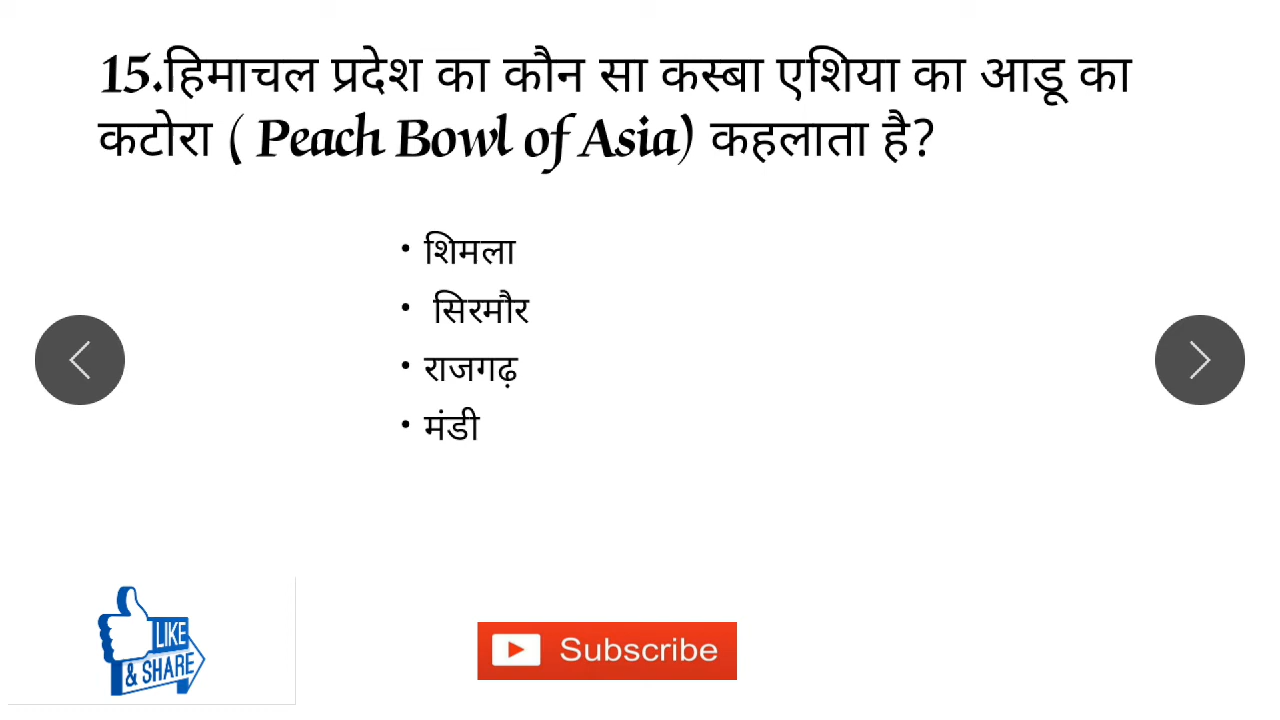 15.हिमाचल प्रदेश का कौन सा कस्बा एशिया का आडू का
कटोरा ( Peach Bowl of Asia) कहलाता है?
• शिमला
• सिरमौर
• राजगढ़
• मंडी
LIKE
& SHARE
Subscribe